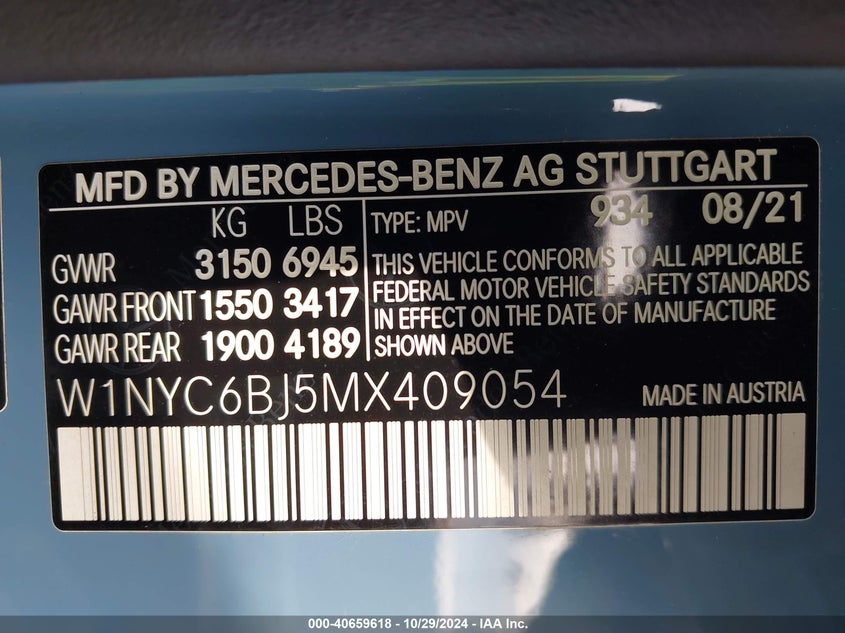 MFD BY MERCEDES-BENZ AG STUTTGART
KG LBS
GVWR 3150 6945
GAWR FRONT 1550 3417
GAWR REAR 1900 4189
TYPE: MPV 934 08/21
THIS VEHICLE CONFORMS TO ALL APPLICABLE
FEDERAL MOTOR VEHICLE SAFETY STANDARDS
IN EFFECT ON THE DATE OF MANUFACTURE
SHOWN ABOVE
W1NYC6BJ5MX409054 MADE IN AUSTRIA
000-40659618 - 10/29/2024 - IAA Inc.